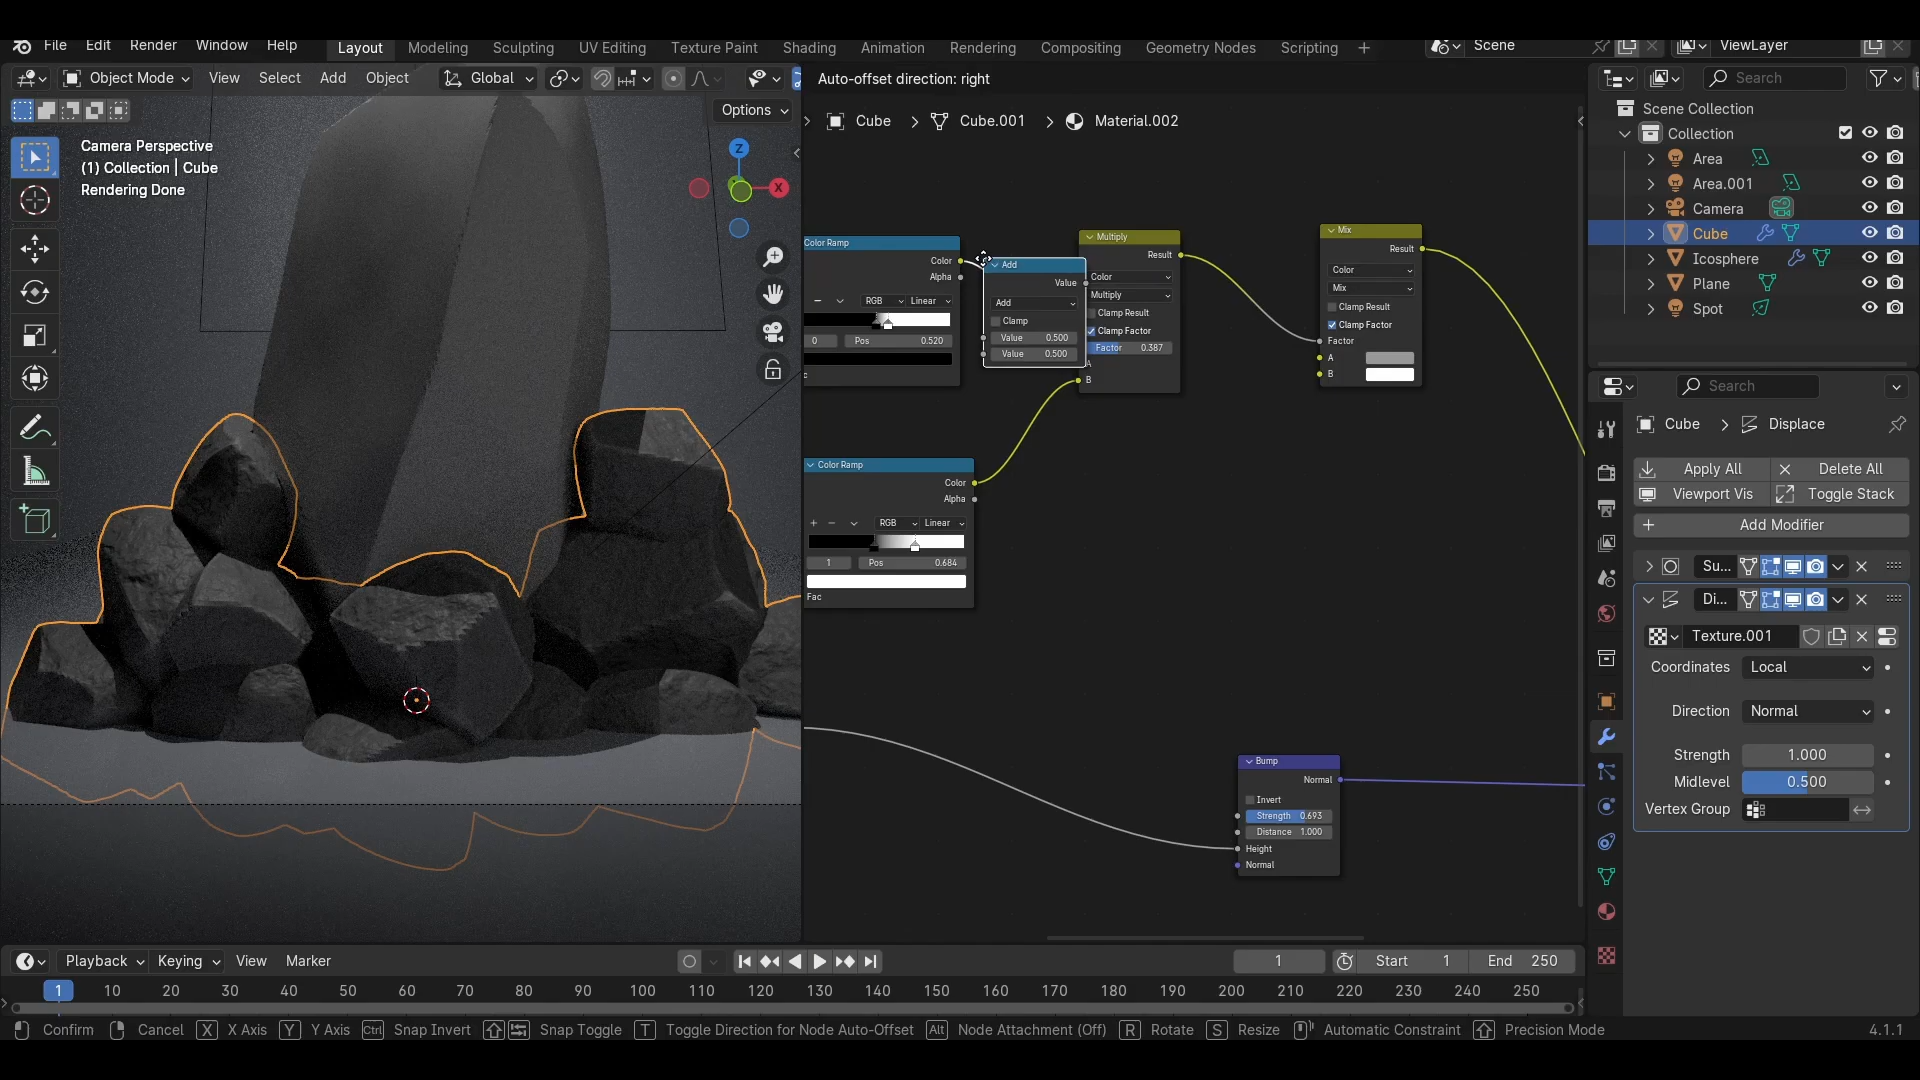 File Edit Render Window Help Layout Modeling Sculpting UV Editing Texture Paint Shading Animation Rendering Compositing Geometry Nodes Scripting + Scene ViewLayer
Object Mode View Select Add Object Global
Options
Camera Perspective
(1) Collection | Cube
Rendering Done
Z
X
Auto-offset direction: right
Cube > Cube.001 > Material.002
Color Ramp
Color
Alpha
RGB Linear
0 Pos 0.520
Add
Value
Add
Clamp
Value 0.500
Value 0.500
Multiply
Result
Color
Multiply
Clamp Result
Clamp Factor
Factor 0.387
A
B
Mix
Result
Color
Mix
Clamp Result
Clamp Factor
Factor
A
B
Color Ramp
Color
Alpha
+ − RGB Linear
1 Pos 0.684
Fac
Bump
Normal
Invert
Strength 0.693
Distance 1.000
Height
Normal
Search
Scene Collection
Collection
Area
Area.001
Camera
Cube
Icosphere
Plane
Spot
Search
Cube > Displace
Apply All Delete All
Viewport Vis Toggle Stack
+ Add Modifier
Su...
Di...
Texture.001
Coordinates Local
Direction Normal
Strength 1.000
Midlevel 0.500
Vertex Group
Playback Keying View Marker 1 Start 1 End 250
1 10 20 30 40 50 60 70 80 90 100 110 120 130 140 150 160 170 180 190 200 210 220 230 240 250
Confirm Cancel X X Axis Y Y Axis Ctrl Snap Invert Snap Toggle T Toggle Direction for Node Auto-Offset Alt Node Attachment (Off) R Rotate S Resize Automatic Constraint Precision Mode 4.1.1